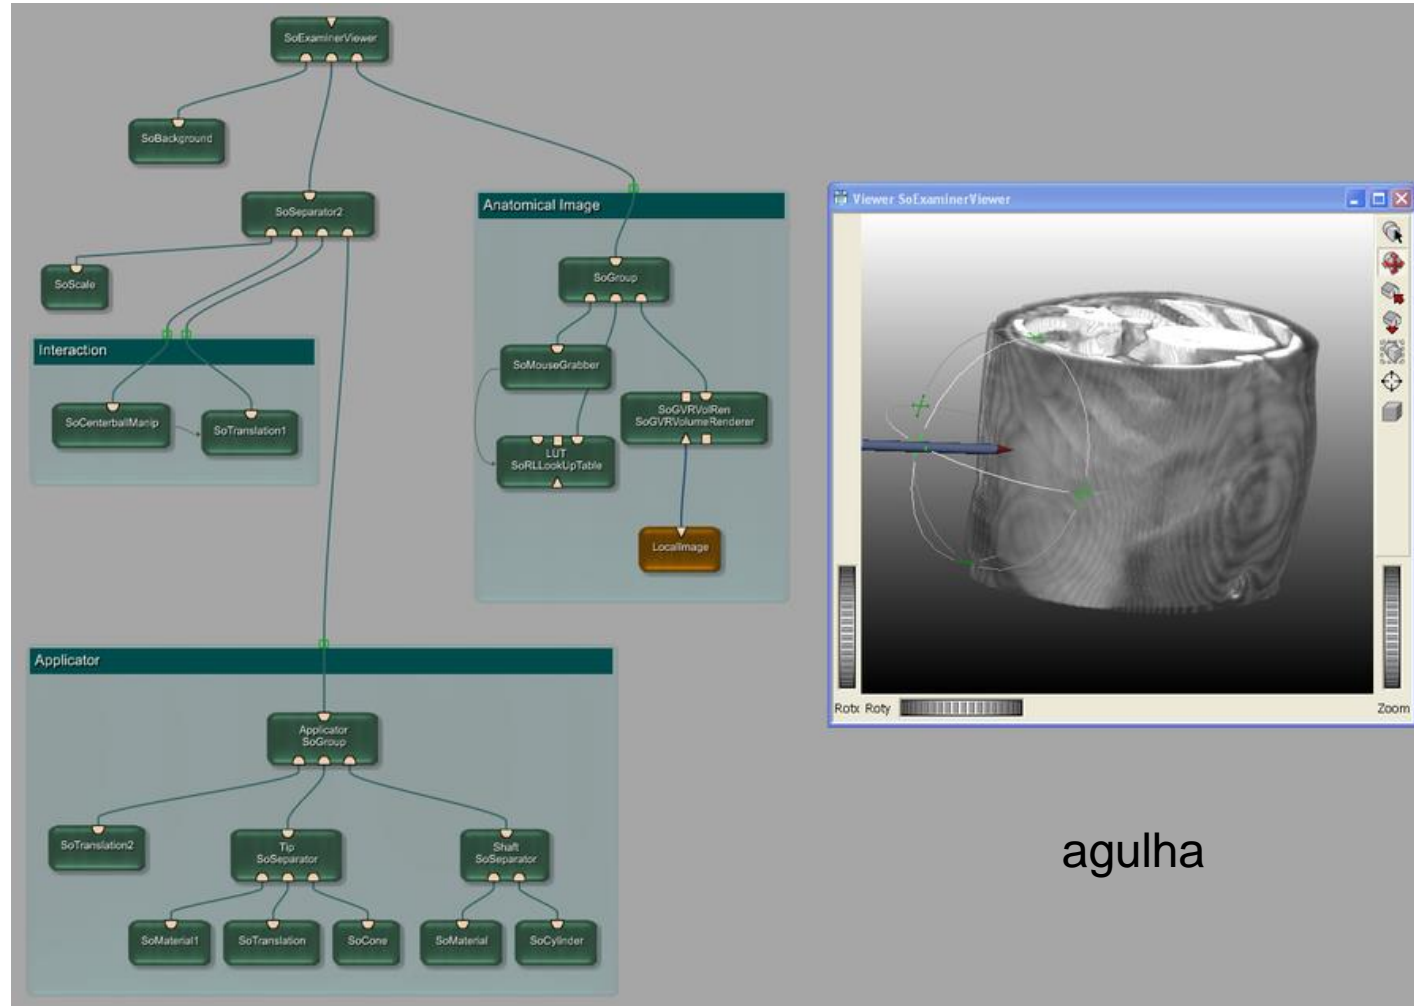 SoExaminerViewer
SoBackground
SoSeparator2
SoScale
Interaction
SoCenterballManip
SoTranslation1
Anatomical Image
SoGroup
SoMouseGrabber
SoGVRVolRen
SoGVRVolumeRenderer
LUT
SoRLLookUpTable
LocalImage
Applicator
Applicator
SoGroup
SoTranslation2
Tip
SoSeparator
Shaft
SoSeparator
SoMaterial1
SoTranslation
SoCone
SoMaterial
SoCylinder
Viewer SoExaminerViewer
Rotx Roty
Zoom
agulha